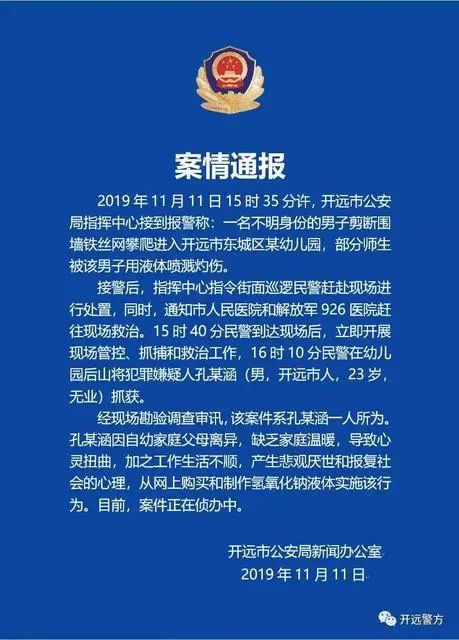 案情通报
2019年11月11日15时35分许，开远市公安
局指挥中心接到报警称：一名不明身份的男子剪断围
墙铁丝网攀爬进入开远市东城区某幼儿园，部分师生
被该男子用液体喷溅灼伤。
接警后，指挥中心指令街面巡逻民警赶赴现场进
行处置，同时，通知市人民医院和解放军926医院赶
往现场救治。15时40分民警到达现场后，立即开展
现场管控、抓捕和救治工作，16时10分民警在幼儿
园后山将犯罪嫌疑人孔某涵（男，开远市人，23岁，
无业）抓获。
经现场勘验调查审讯，该案件系孔某涵一人所为。
孔某涵因自幼家庭父母离异，缺乏家庭温暖，导致心
灵扭曲，加之工作生活不顺，产生悲观厌世和报复社
会的心理，从网上购买和制作氢氧化钠液体实施该行
为。目前，案件正在侦办中。
开远市公安局新闻办公室
2019年11月11日
开远警方